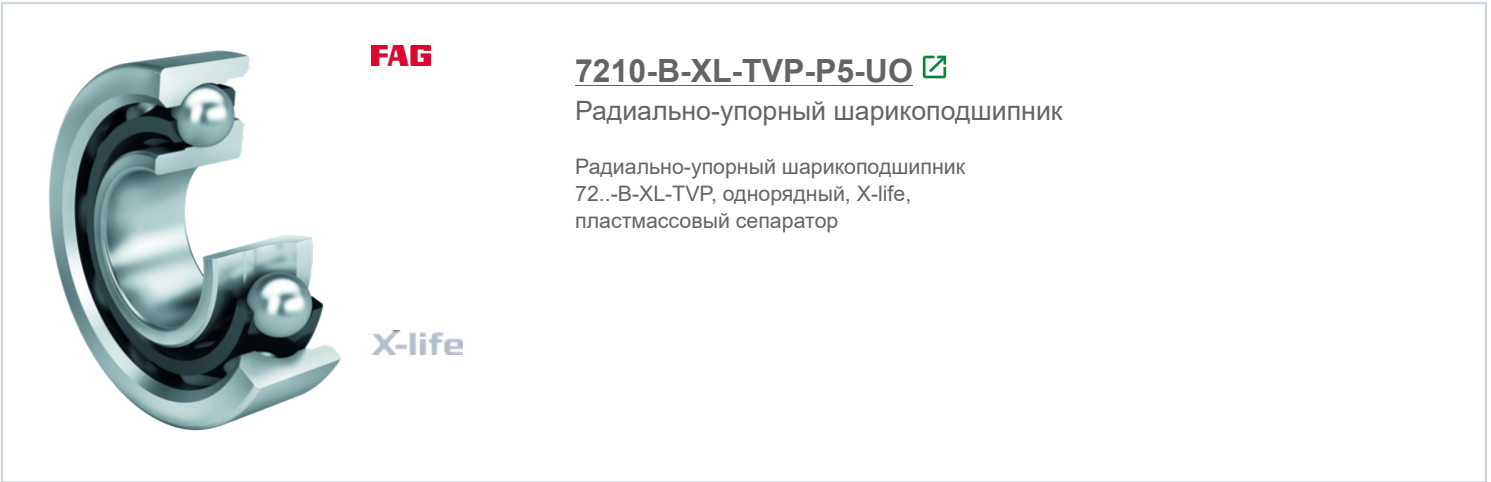 FAG
7210-B-XL-TVP-P5-UO
Радиально-упорный шарикоподшипник
Радиально-упорный шарикоподшипник
72..-B-XL-TVP, однорядный, X-life,
пластмассовый сепаратор
X-life